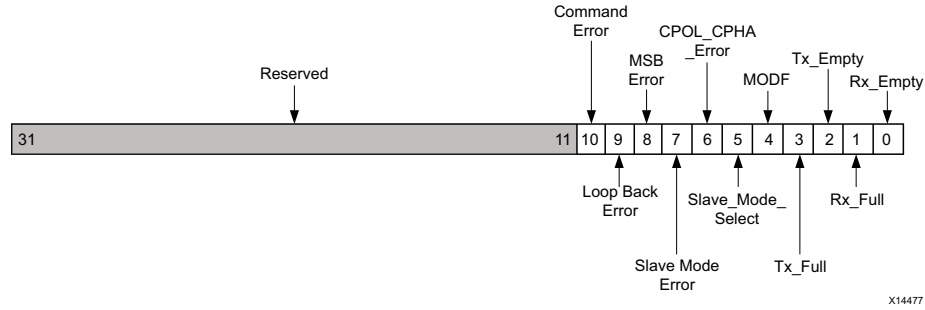 Command
Error
CPOL_CPHA
_Error
MSB
Error
Tx_Empty
Reserved
MODF
Rx_Empty
31 11 10 9 8 7 6 5 4 3 2 1 0
Loop Back
Error
Slave_Mode_
Select
Rx_Full
Slave Mode
Error
Tx_Full
X14477